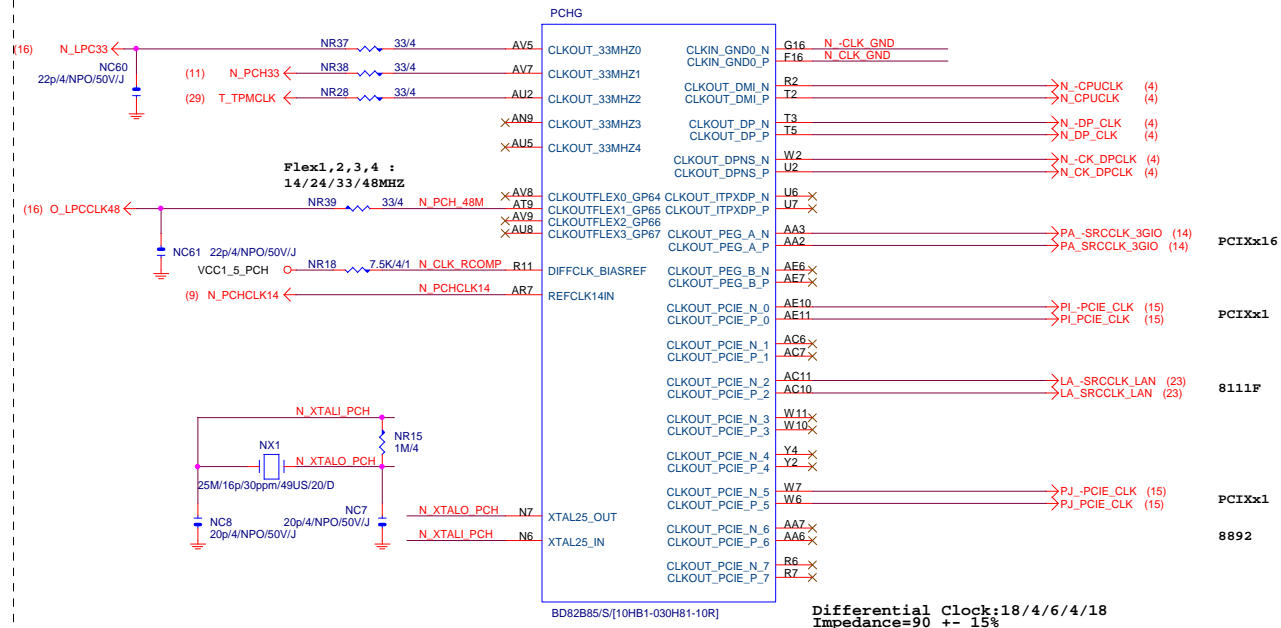 PCHG
(16) N_LPC33 NR37 33/4 AV5 CLKOUT_33MHZ0
NC60
22p/4/NPO/50V/J
(11) N_PCH33 NR38 33/4 AV7 CLKOUT_33MHZ1
(29) T_TPMCLK NR28 33/4 AU2 CLKOUT_33MHZ2
AN9 CLKOUT_33MHZ3
AU5 CLKOUT_33MHZ4
Flex1,2,3,4 :
14/24/33/48MHZ
AV8 CLKOUTFLEX0_GP64
(16) O_LPCCLK48 NR39 33/4 N_PCH_48M AT9 CLKOUTFLEX1_GP65
AV9 CLKOUTFLEX2_GP66
AU8 CLKOUTFLEX3_GP67
NC61 22p/4/NPO/50V/J
VCC1_5_PCH NR18 7.5K/4/1 N_CLK_RCOMP R11 DIFFCLK_BIASREF
(9) N_PCHCLK14 N_PCHCLK14 AR7 REFCLK14IN
N_XTALI_PCH
NR15
1M/4
NX1
N_XTALO_PCH
25M/16p/30ppm/49US/20/D
NC8
20p/4/NPO/50V/J
NC7
20p/4/NPO/50V/J
N_XTALO_PCH N7 XTAL25_OUT
N_XTALI_PCH N6 XTAL25_IN
CLKIN_GND0_N G16 N_-CLK_GND
CLKIN_GND0_P F16 N_CLK_GND
CLKOUT_DMI_N R2 N_-CPUCLK (4)
CLKOUT_DMI_P T2 N_CPUCLK (4)
CLKOUT_DP_N T3 N_-DP_CLK (4)
CLKOUT_DP_P T5 N_DP_CLK (4)
CLKOUT_DPNS_N W2 N_-CK_DPCLK (4)
CLKOUT_DPNS_P U2 N_CK_DPCLK (4)
CLKOUT_ITPXDP_N U6
CLKOUT_ITPXDP_P U7
CLKOUT_PEG_A_N AA3 PA_-SRCCLK_3GIO (14)
CLKOUT_PEG_A_P AA2 PA_SRCCLK_3GIO (14)
PCIXx16
CLKOUT_PEG_B_N AE6
CLKOUT_PEG_B_P AE7
CLKOUT_PCIE_N_0 AE10 PI_-PCIE_CLK (15)
CLKOUT_PCIE_P_0 AE11 PI_PCIE_CLK (15)
PCIXx1
CLKOUT_PCIE_N_1 AC6
CLKOUT_PCIE_P_1 AC7
CLKOUT_PCIE_N_2 AC11 LA_-SRCCLK_LAN (23)
CLKOUT_PCIE_P_2 AC10 LA_SRCCLK_LAN (23)
8111F
CLKOUT_PCIE_N_3 W11
CLKOUT_PCIE_P_3 W10
CLKOUT_PCIE_N_4 Y4
CLKOUT_PCIE_P_4 Y2
CLKOUT_PCIE_N_5 W7 PJ_-PCIE_CLK (15)
CLKOUT_PCIE_P_5 W6 PJ_PCIE_CLK (15)
PCIXx1
CLKOUT_PCIE_N_6 AA7
CLKOUT_PCIE_P_6 AA6
8892
CLKOUT_PCIE_N_7 R6
CLKOUT_PCIE_P_7 R7
BD82B85/S/[10HB1-030H81-10R]
Differential Clock:18/4/6/4/18
Impedance=90 +- 15%